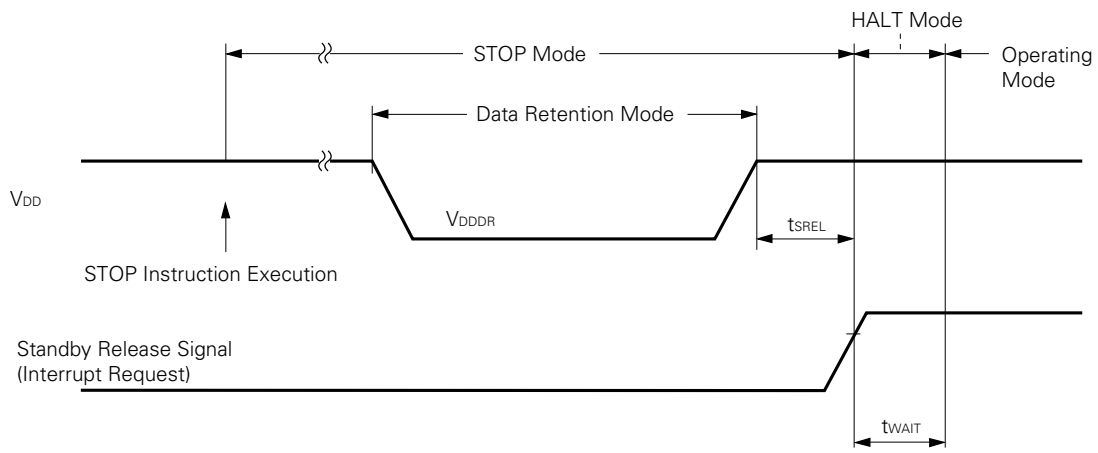 HALT Mode
STOP Mode
Operating
Mode
Data Retention Mode
VDD
VDDDR
tSREL
STOP Instruction Execution
Standby Release Signal
(Interrupt Request)
tWAIT